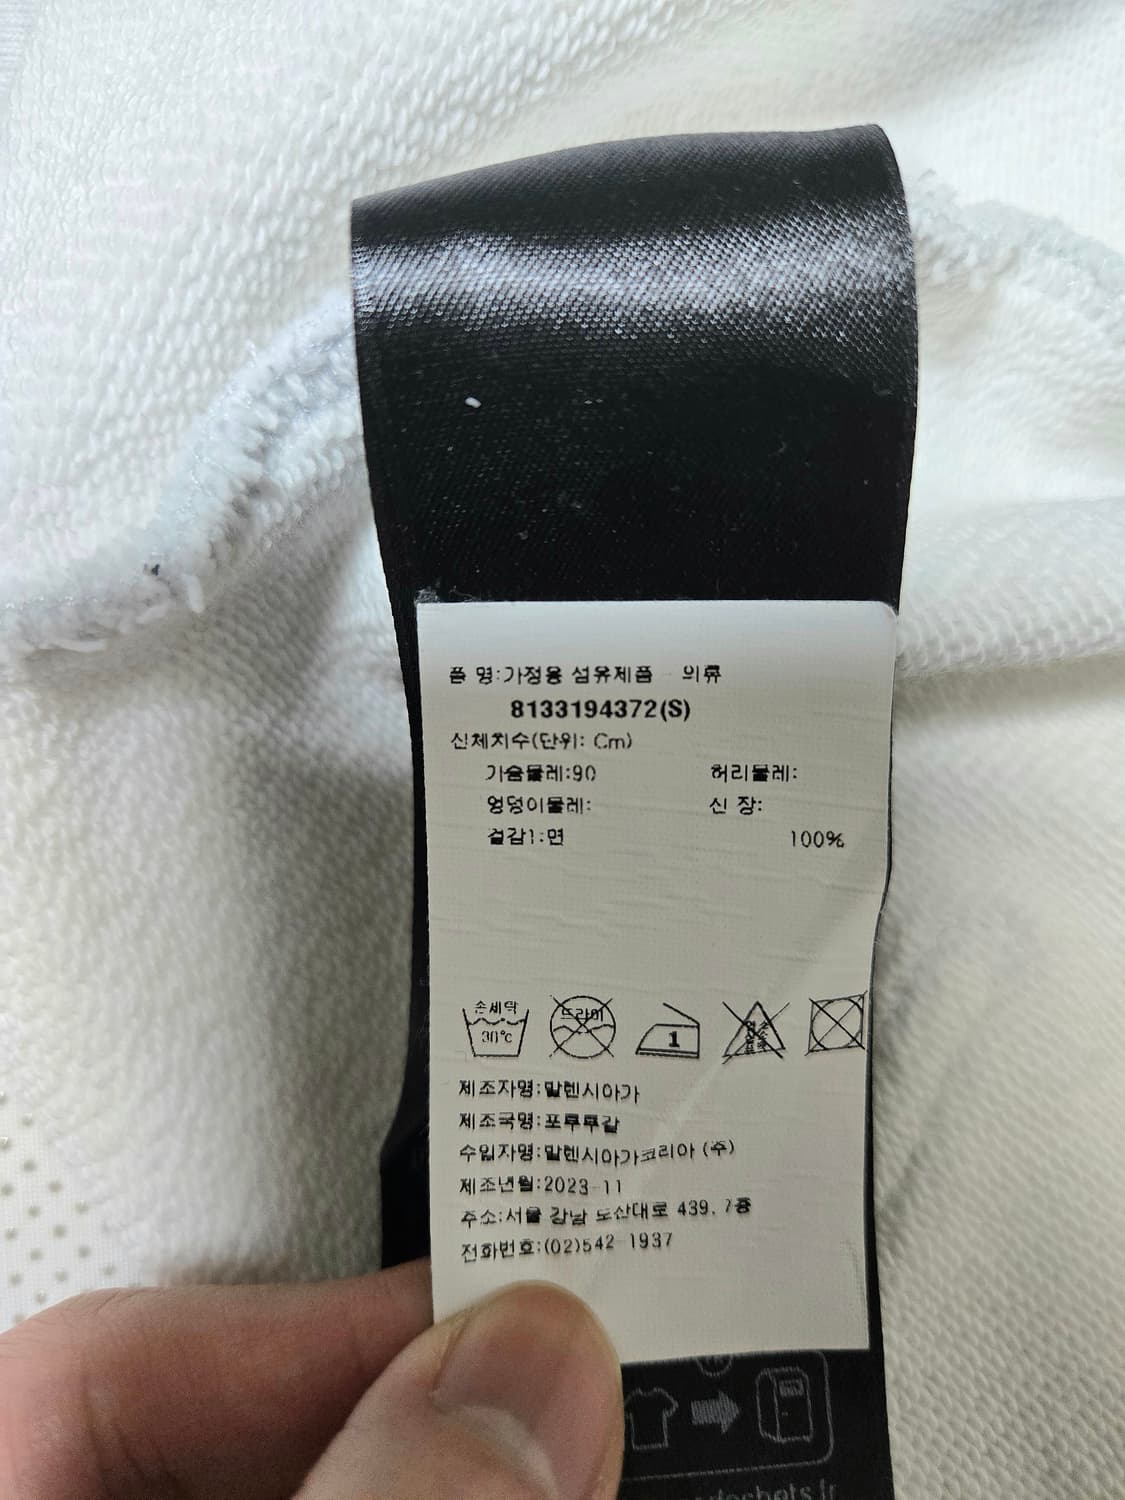 품 명:가정용 섬유제품 - 의류
8133194372(S)
신체치수(단위: Cm)
가슴둘레:90 허리둘레:
엉덩이둘레: 신 장:
겉감1:면 100%
손세탁 드라이
30℃ 1 염소표백
제조자명:발렌시아가
제조국명:포루투갈
수입자명:발렌시아가코리아 (주)
제조년월:2023-11
주소:서울 강남 도산대로 439, 7층
전화번호:(02)542-1937